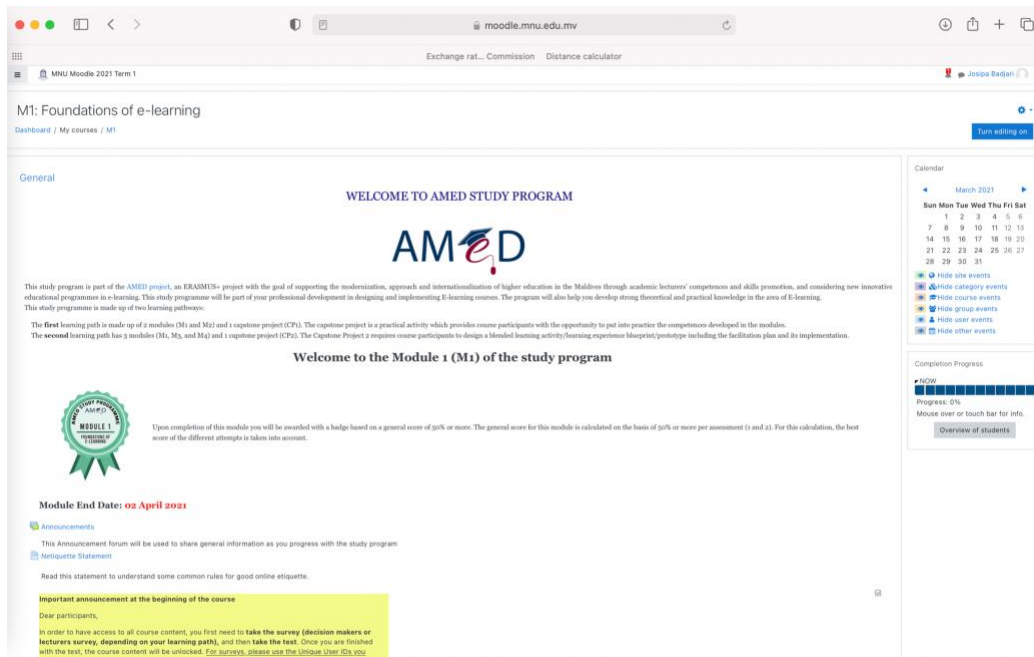 moodle.mnu.edu.mv
Exchange rat... Commission Distance calculator
MNU Moodle 2021 Term 1
Josipa Badjari
M1: Foundations of e-learning
Dashboard / My courses / M1
Turn editing on
General
WELCOME TO AMED STUDY PROGRAM
AMeD
This study program is part of the AMED project, an ERASMUS+ project with the goal of supporting the modernization, approach and internationalization of higher education in the Maldives through academic lecturers' competences and skills promotion, and considering new innovative
educational programmes in e-learning. This study programme will be part of your professional development in designing and implementing E-learning courses. The program will also help you develop strong theoretical and practical knowledge in the area of E-learning.
This study programme is made up of two learning pathways:
The first learning path is made up of 2 modules (M1 and M2) and 1 capstone project (CP1). The capstone project is a practical activity which provides course participants with the opportunity to put into practice the competences developed in the modules.
The second learning path has 3 modules (M1, M3, and M4) and 1 capstone project (CP2). The Capstone Project 2 requires course participants to design a blended learning activity/learning experience blueprint/prototype including the facilitation plan and its implementation.
Welcome to the Module 1 (M1) of the study program
AMED STUDY PROGRAMME
AMeD
MODULE 1
FOUNDATIONS OF
E-LEARNING
Upon completion of this module you will be awarded with a badge based on a general score of 50% or more. The general score for this module is calculated on the basis of 50% or more per assessment (1 and 2). For this calculation, the best
score of the different attempts is taken into account.
Module End Date: 02 April 2021
Announcements
This Announcement forum will be used to share general information as you progress with the study program
Netiquette Statement
Read this statement to understand some common rules for good online etiquette.
Important announcement at the beginning of the course
Dear participants,
In order to have access to all course content, you first need to take the survey (decision makers or
lecturers survey, depending on your learning path), and then take the test. Once you are finished
with the test, the course content will be unlocked. For surveys, please use the Unique User IDs you
Calendar
March 2021
Sun Mon Tue Wed Thu Fri Sat
1 2 3 4 5 6
7 8 9 10 11 12 13
14 15 16 17 18 19 20
21 22 23 24 25 26 27
28 29 30 31
Hide site events
Hide category events
Hide course events
Hide group events
Hide user events
Hide other events
Completion Progress
NOW
Progress: 0%
Mouse over or touch bar for info.
Overview of students